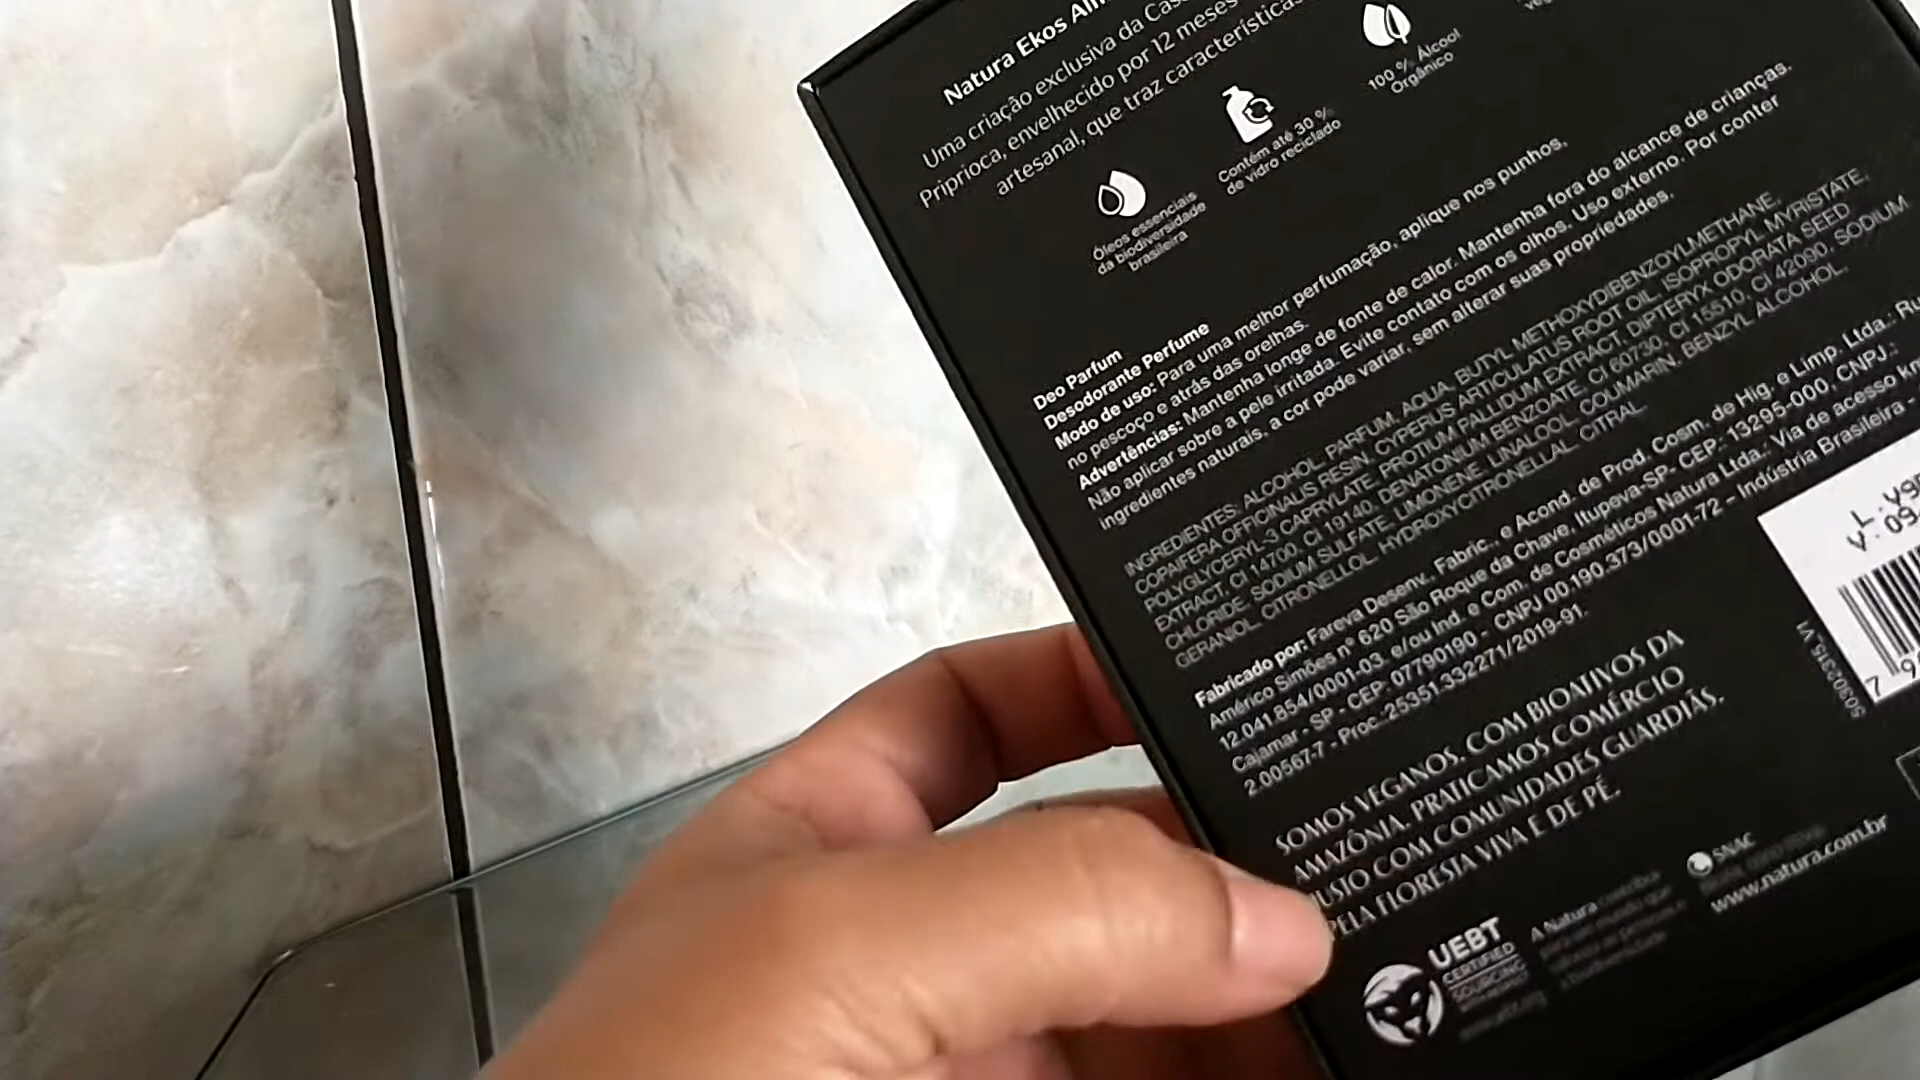 Natura Ekos Alm
Uma criação exclusiva da Cas
Priprioca, envelhecido por 12 meses
artesanal, que traz características
Óleos essenciais
da biodiversidade
brasileira
Contém até 30 %
de vidro reciclado
100 % Álcool
Orgânico
Deo Parfum
Desodorante Perfume
Modo de uso: Para uma melhor perfumação, aplique nos punhos,
no pescoço e atrás das orelhas.
Advertências: Mantenha longe de fonte de calor. Mantenha fora do alcance de crianças.
Não aplicar sobre a pele irritada. Evite contato com os olhos. Uso externo. Por conter
ingredientes naturais, a cor pode variar, sem alterar suas propriedades.
INGREDIENTES: ALCOHOL, PARFUM, AQUA, BUTYL METHOXYDIBENZOYLMETHANE,
COPAIFERA OFFICINALIS RESIN, CYPERUS ARTICULATUS ROOT OIL, ISOPROPYL MYRISTATE,
POLYGLYCERYL-3 CAPRYLATE, PROTIUM PALLIDUM EXTRACT, DIPTERYX ODORATA SEED
EXTRACT, CI 14700, CI 19140, DENATONIUM BENZOATE, CI 60730, CI 15510, CI 42090, SODIUM
CHLORIDE, SODIUM SULFATE, LIMONENE, LINALOOL, COUMARIN, BENZYL ALCOHOL,
GERANIOL, CITRONELLOL, HYDROXYCITRONELLAL, CITRAL.
Fabricado por: Fareva Desenv., Fabric., e Acond. de Prod. Cosm. de Hig. e Limp. Ltda.: Ru
Américo Simões nº 620 São Roque da Chave, Itupeva-SP- CEP: 13295-000. CNPJ.:
12.041.854/0001-03. e/ou Ind. e Com. de Cosméticos Natura Ltda.: Via de acesso km
Cajamar - SP - CEP: 07790190 - CNPJ 00.190.373/0001-72 - Indústria Brasileira -
2.00567-7 - Proc.:25351.332271/2019-91.
SOMOS VEGANOS. COM BIOATIVOS DA
AMAZÔNIA. PRATICAMOS COMÉRCIO
JUSTO COM COMUNIDADES GUARDIÃS.
PELA FLORESTA VIVA E DE PÉ.
L: V9
V: 09
50302315 V1
7 9
UEBT
CERTIFIED
SOURCING
A Natura contribui
SNAC
www.natura.com.br